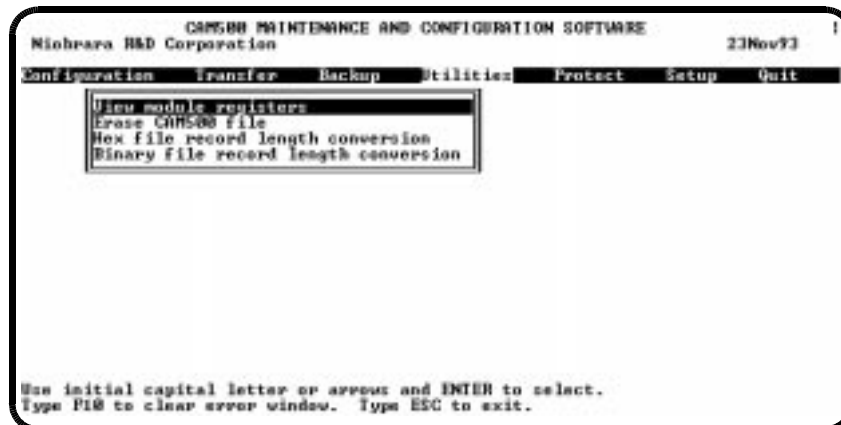 CAM500 MAINTENANCE AND CONFIGURATION SOFTWARE
Niobrara R&D Corporation 23Nov93
Configuration Transfer Backup Utilities Protect Setup Quit
View module registers
Erase CAM500 file
Hex file record length conversion
Binary file record length conversion
Use initial capital letter or arrows and ENTER to select.
Type F10 to clear error window. Type ESC to exit.